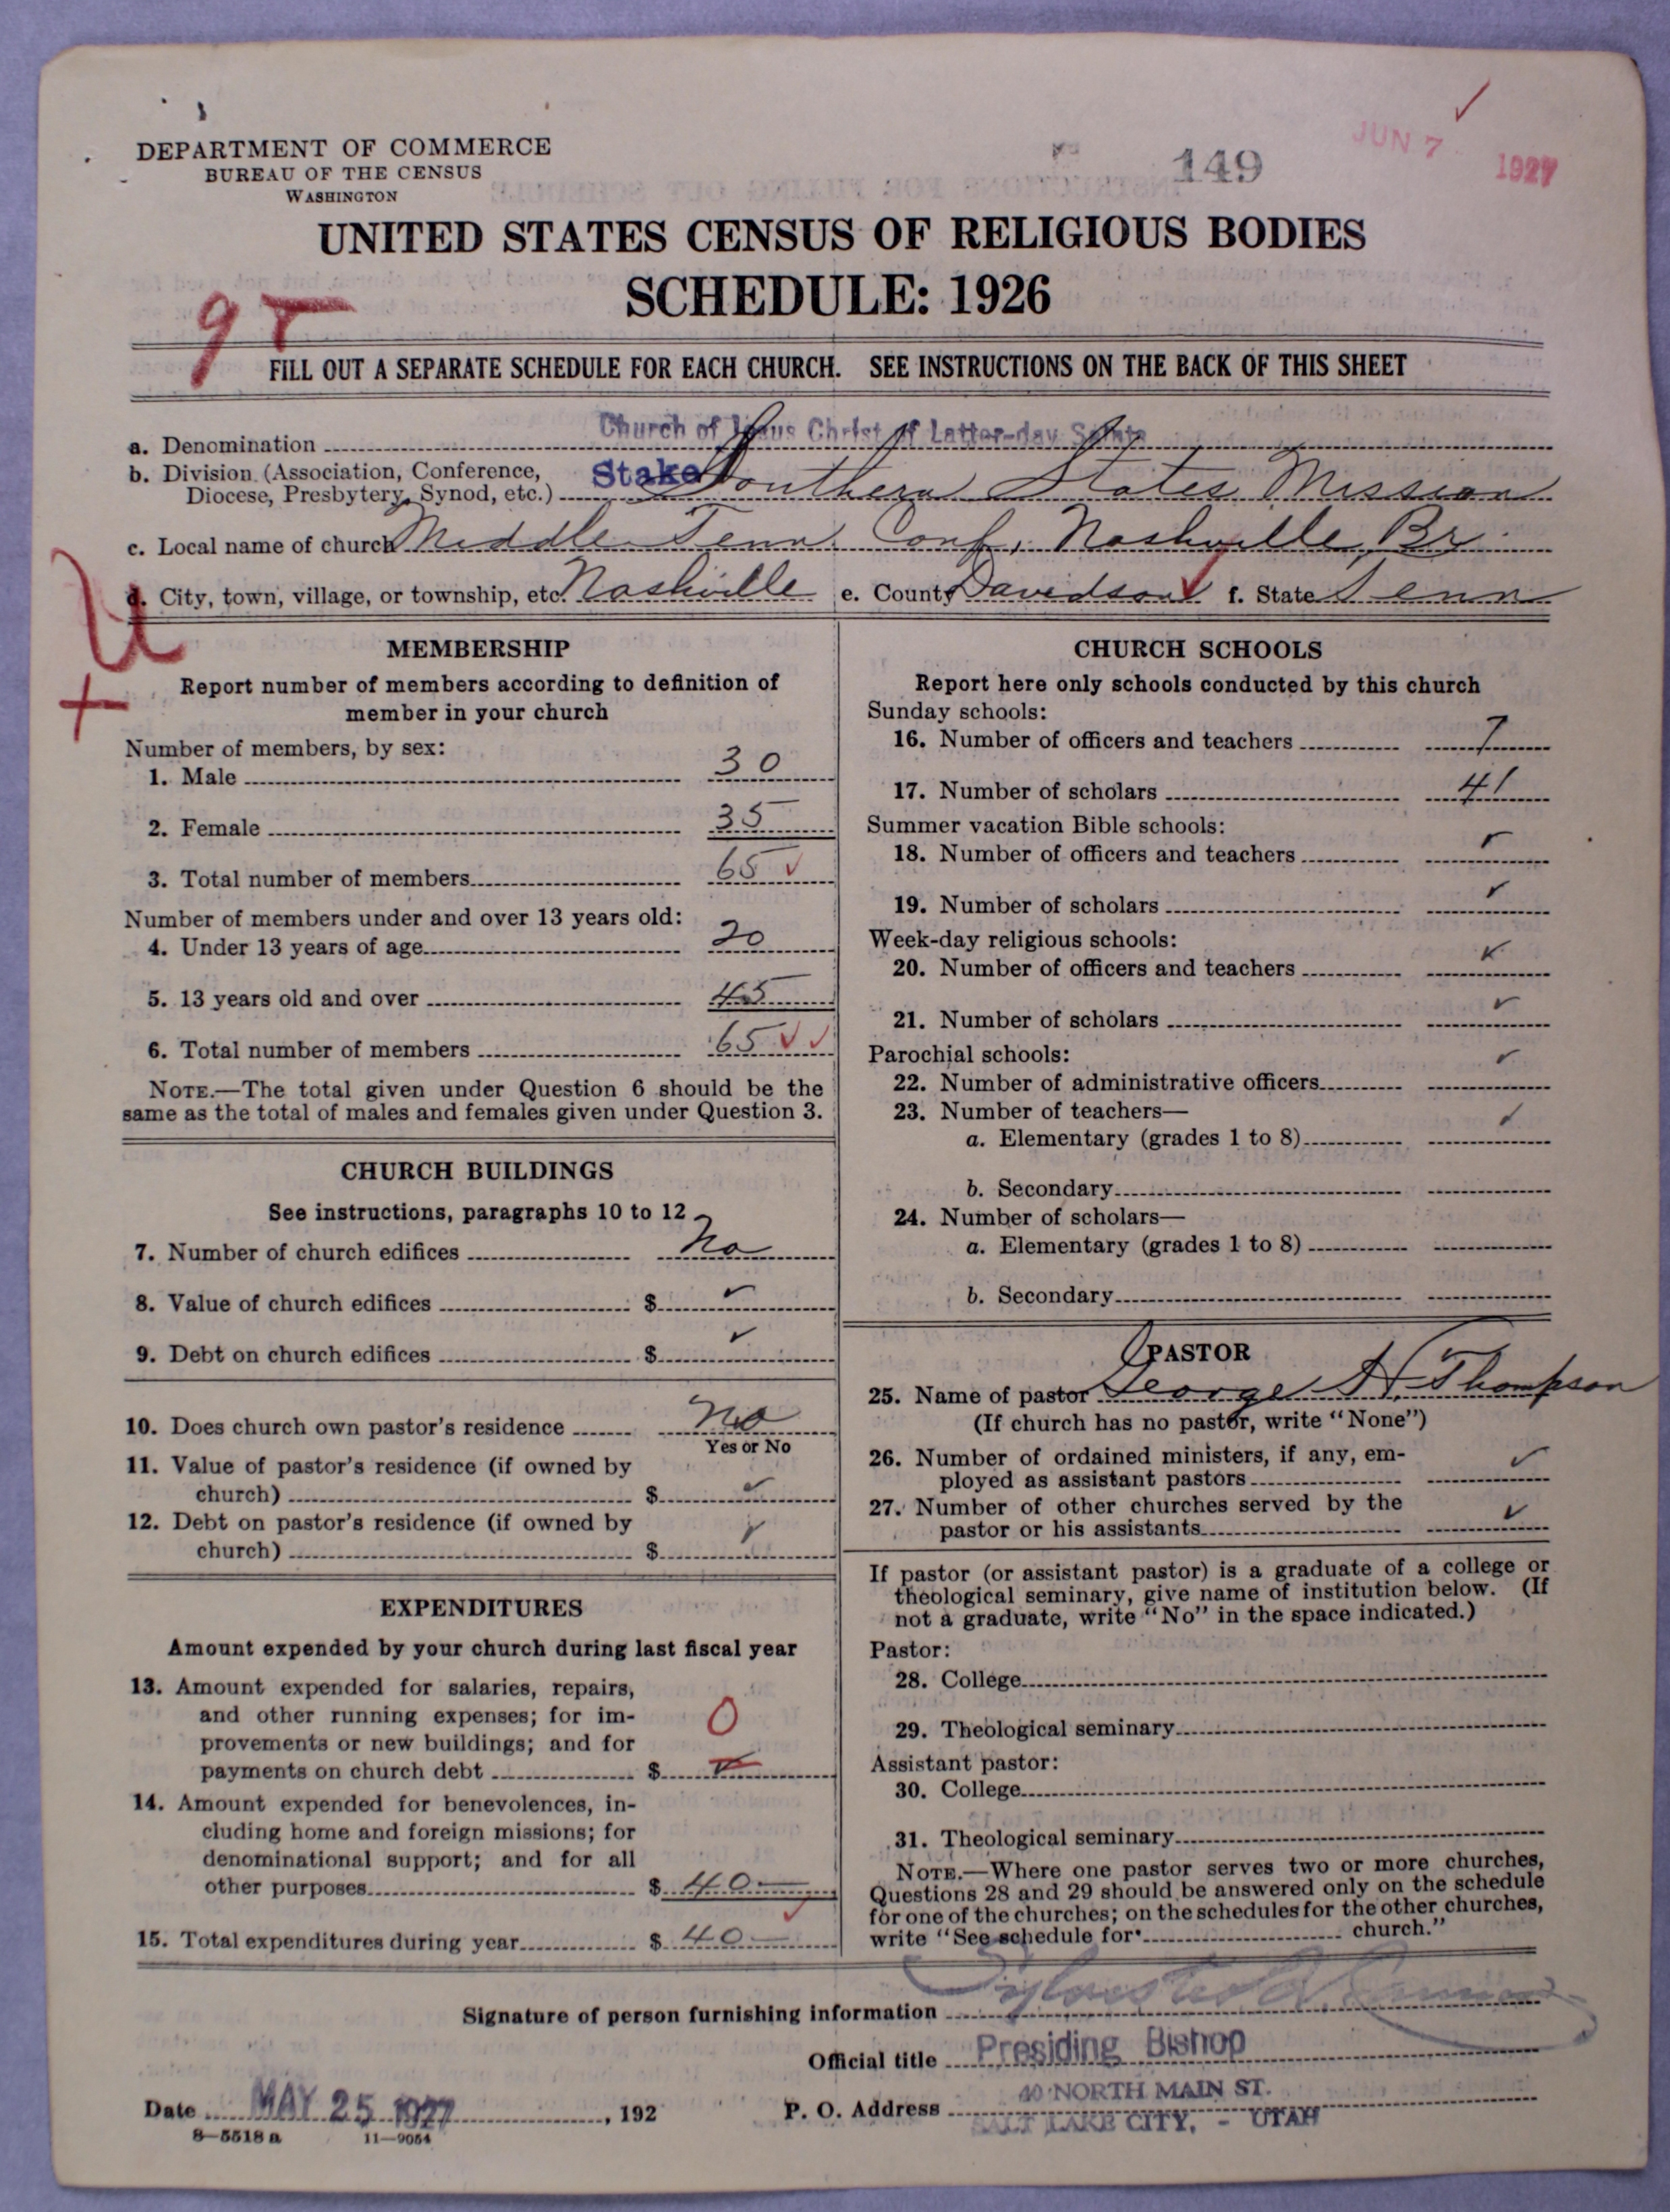 DEPARTMENT OF COMMERCE
BUREAU OF THE CENSUS
WASHINGTON
149
JUN 7 1927
UNITED STATES CENSUS OF RELIGIOUS BODIES
SCHEDULE: 1926
FILL OUT A SEPARATE SCHEDULE FOR EACH CHURCH. SEE INSTRUCTIONS ON THE BACK OF THIS SHEET
a. Denomination Church of Jesus Christ of Latter-day Saints
b. Division (Association, Conference,
Diocese, Presbytery, Synod, etc.) Stake Southern States Mission
c. Local name of church Middle Tenn. Conf, Nashville Br.
d. City, town, village, or township, etc. Nashville e. County Davidson f. State Tenn
MEMBERSHIP
Report number of members according to definition of
member in your church
Number of members, by sex:
1. Male 30
2. Female 35
3. Total number of members 65 ✓
Number of members under and over 13 years old:
4. Under 13 years of age 20
5. 13 years old and over 45
6. Total number of members 65 ✓ ✓
NOTE.—The total given under Question 6 should be the
same as the total of males and females given under Question 3.
CHURCH BUILDINGS
See instructions, paragraphs 10 to 12
7. Number of church edifices No
8. Value of church edifices $ ✓
9. Debt on church edifices $ ✓
10. Does church own pastor's residence No
Yes or No
11. Value of pastor's residence (if owned by
church) $ ✓
12. Debt on pastor's residence (if owned by
church) $ ✓
EXPENDITURES
Amount expended by your church during last fiscal year
13. Amount expended for salaries, repairs,
and other running expenses; for im-
provements or new buildings; and for
payments on church debt $ 0
14. Amount expended for benevolences, in-
cluding home and foreign missions; for
denominational support; and for all
other purposes $ 40—
15. Total expenditures during year $ 40—
CHURCH SCHOOLS
Report here only schools conducted by this church
Sunday schools:
16. Number of officers and teachers 7
17. Number of scholars 41
Summer vacation Bible schools:
18. Number of officers and teachers ✓
19. Number of scholars ✓
Week-day religious schools:
20. Number of officers and teachers ✓
21. Number of scholars ✓
Parochial schools:
22. Number of administrative officers ✓
23. Number of teachers—
a. Elementary (grades 1 to 8) ✓
b. Secondary
24. Number of scholars—
a. Elementary (grades 1 to 8)
b. Secondary
PASTOR
25. Name of pastor George H. Thompson
(If church has no pastor, write "None")
26. Number of ordained ministers, if any, em-
ployed as assistant pastors ✓
27. Number of other churches served by the
pastor or his assistants ✓
If pastor (or assistant pastor) is a graduate of a college or
theological seminary, give name of institution below. (If
not a graduate, write "No" in the space indicated.)
Pastor:
28. College
29. Theological seminary
Assistant pastor:
30. College
31. Theological seminary
NOTE.—Where one pastor serves two or more churches,
Questions 28 and 29 should be answered only on the schedule
for one of the churches; on the schedules for the other churches,
write "See schedule for church."
Signature of person furnishing information
Official title Presiding Bishop
Date MAY 25 1927, 192
P. O. Address 40 NORTH MAIN ST.
SALT LAKE CITY, - UTAH
8—5518 a 11—9054